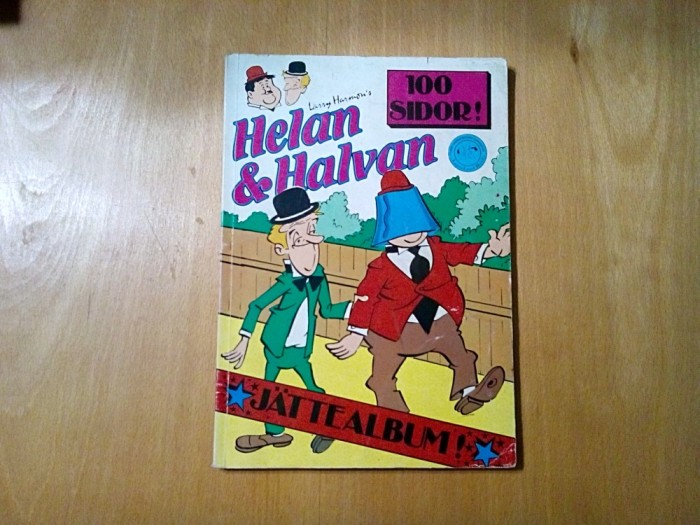 Larry Harmon's
Helan
& Halvan
100
SIDOR!
JÄTTEALBUM!